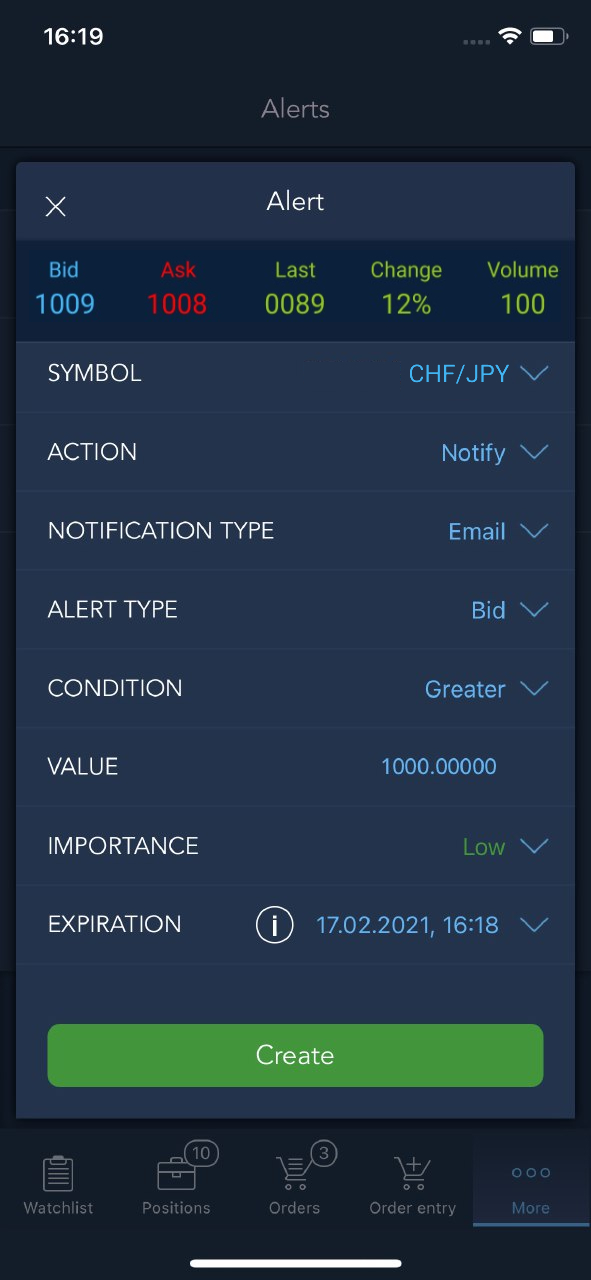 16:19
Alerts
Alert
Bid Ask Last Change Volume
1009 1008 0089 12% 100
SYMBOL CHF/JPY
ACTION Notify
NOTIFICATION TYPE Email
ALERT TYPE Bid
CONDITION Greater
VALUE 1000.00000
IMPORTANCE Low
EXPIRATION i 17.02.2021, 16:18
Create
10 3
Watchlist Positions Orders Order entry More